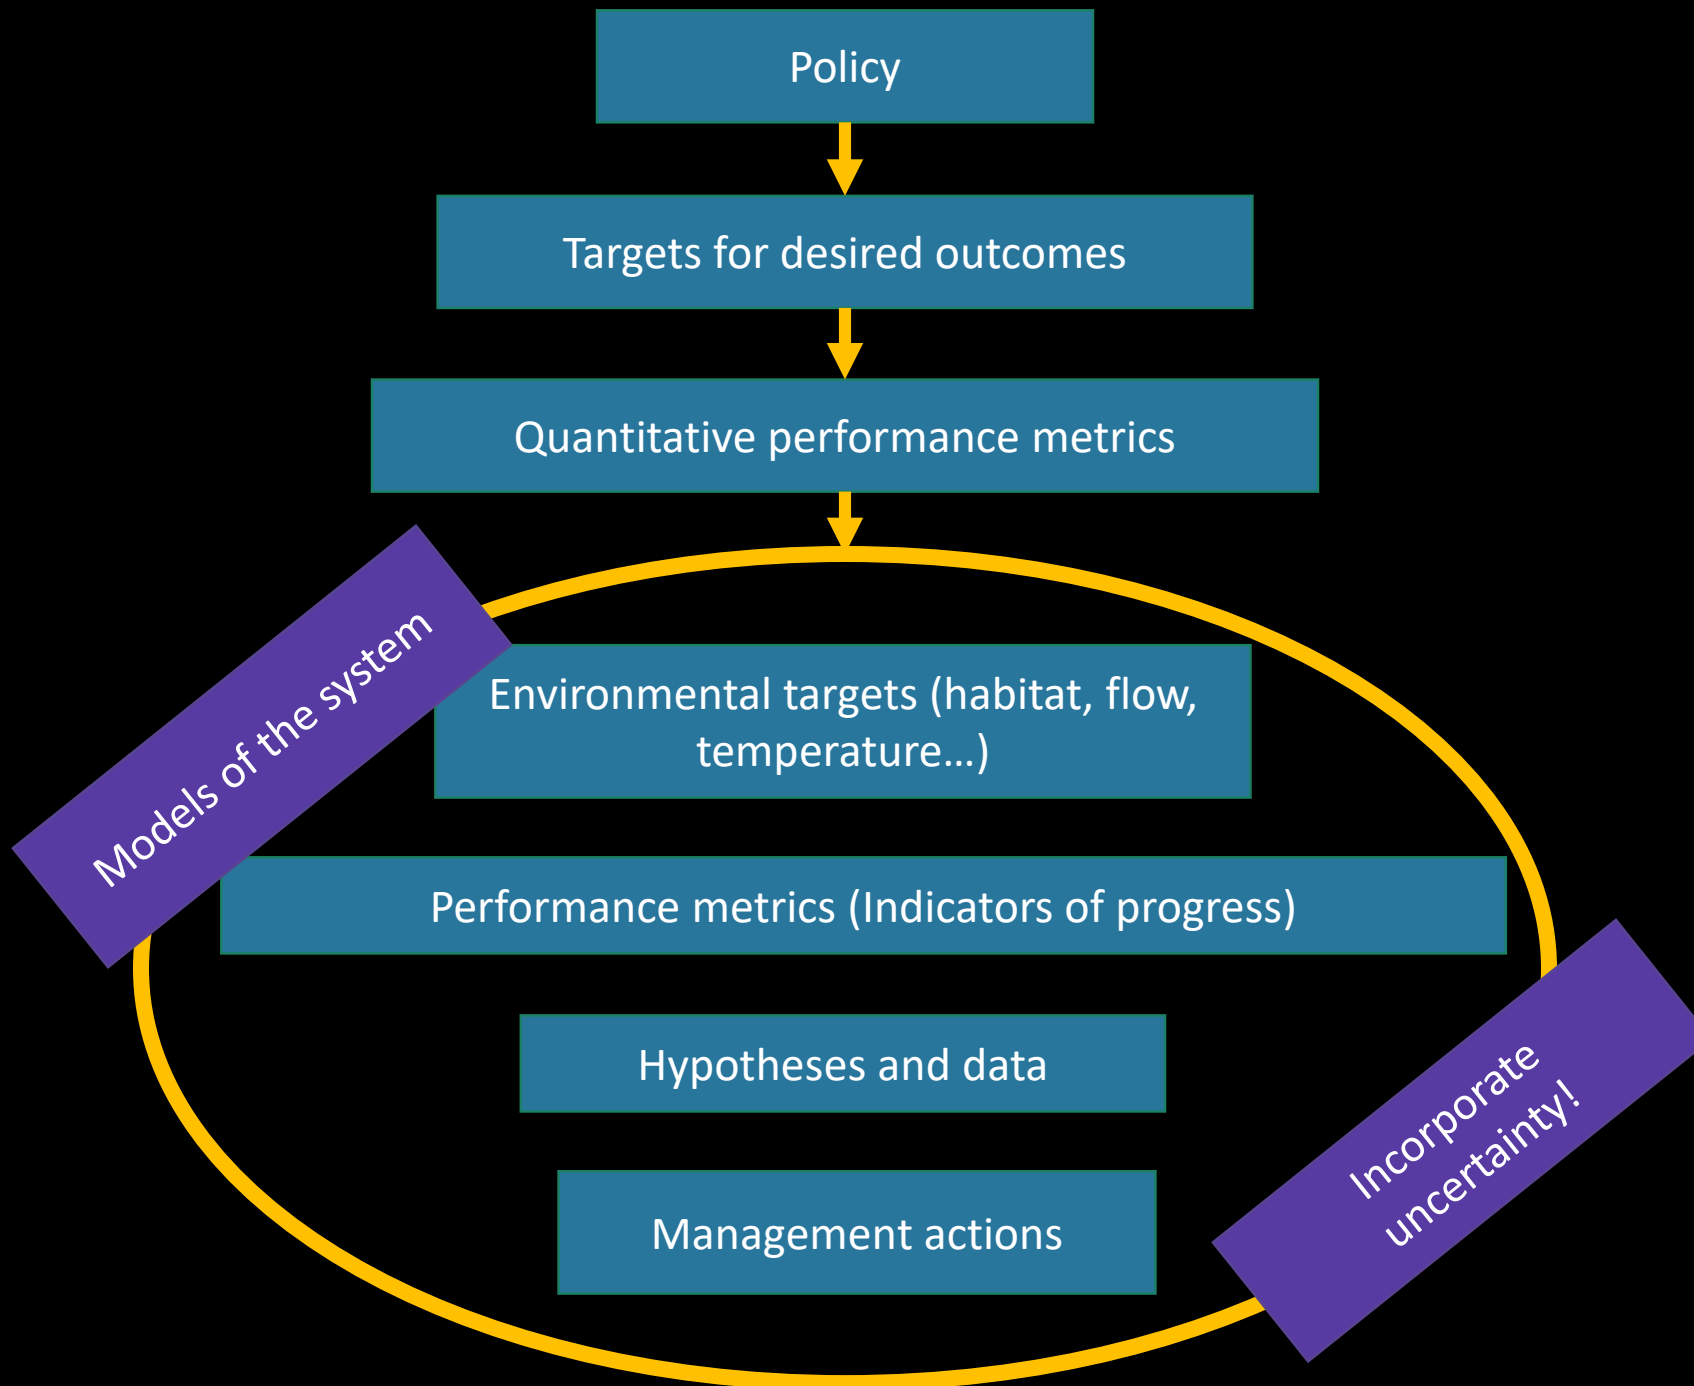 Policy
Targets for desired outcomes
Quantitative performance metrics
Models of the system
Environmental targets (habitat, flow,
temperature...)
Performance metrics (Indicators of progress)
Hypotheses and data
Incorporate
uncertainty!
Management actions